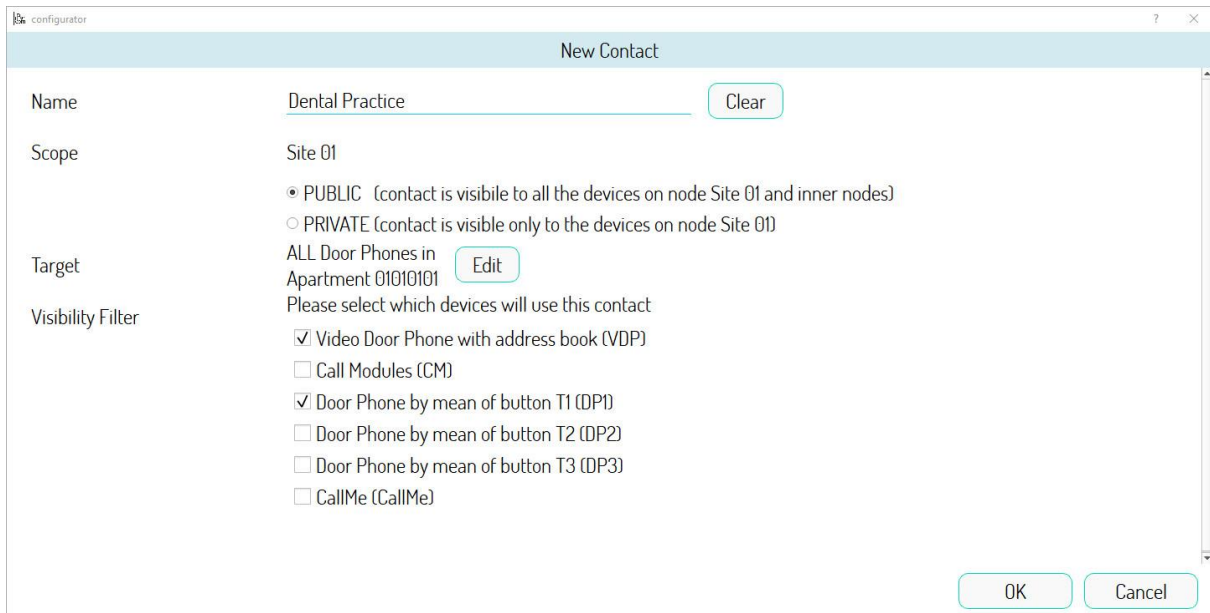 configurator
New Contact
Name Dental Practice Clear
Scope Site 01
PUBLIC (contact is visibile to all the devices on node Site 01 and inner nodes)
PRIVATE (contact is visible only to the devices on node Site 01)
Target ALL Door Phones in
Apartment 01010101 Edit
Visibility Filter Please select which devices will use this contact
Video Door Phone with address book (VDP)
Call Modules (CM)
Door Phone by mean of button T1 (DP1)
Door Phone by mean of button T2 (DP2)
Door Phone by mean of button T3 (DP3)
CallMe (CallMe)
OK Cancel